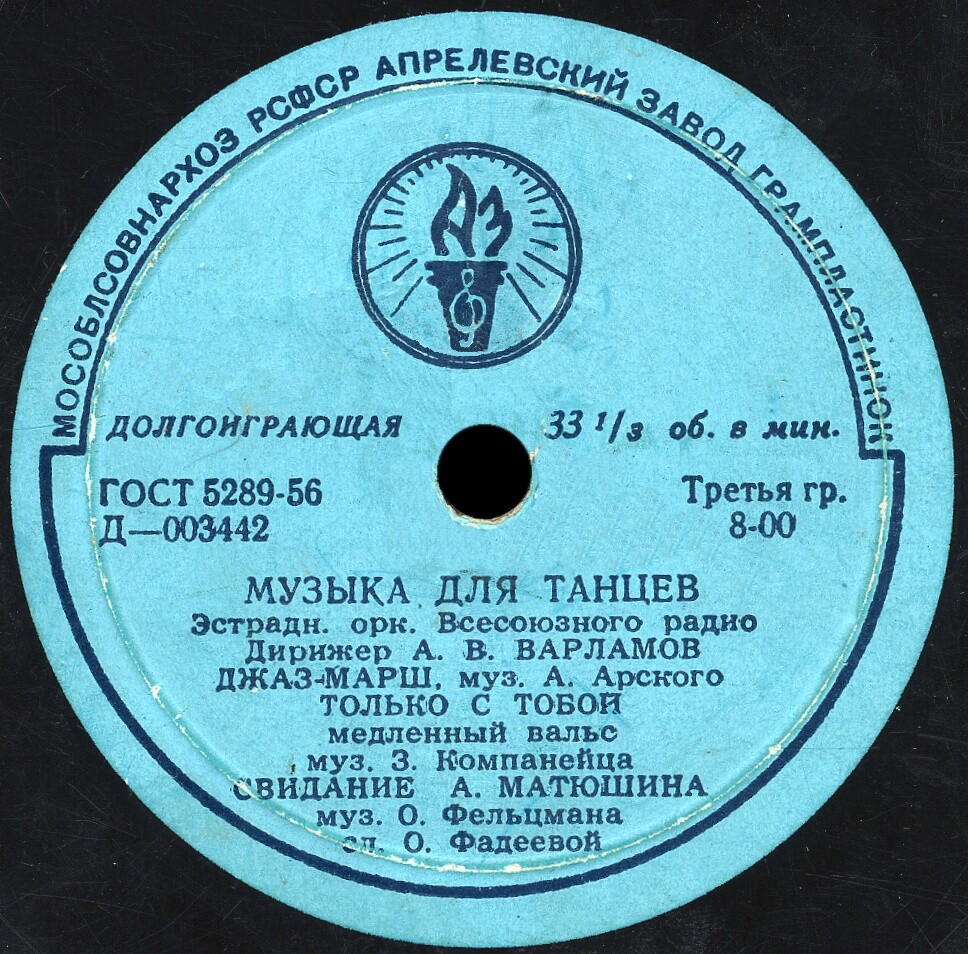 МОСОБЛСОВНАРХОЗ РСФСР АПРЕЛЕВСКИЙ ЗАВОД ГРАМПЛАСТИНОК
АЗ
ДОЛГОИГРАЮЩАЯ 33 1/3 об. в мин.
ГОСТ 5289-56 Третья гр.
Д—003442 8-00
МУЗЫКА ДЛЯ ТАНЦЕВ
Эстрадн. орк. Всесоюзного радио
Дирижер А. В. ВАРЛАМОВ
ДЖАЗ-МАРШ, муз. А. Арского
ТОЛЬКО С ТОБОЙ
медленный вальс
муз. З. Компанейца
СВИДАНИЕ А. МАТЮШИНА
муз. О. Фельцмана
сл. О. Фадеевой